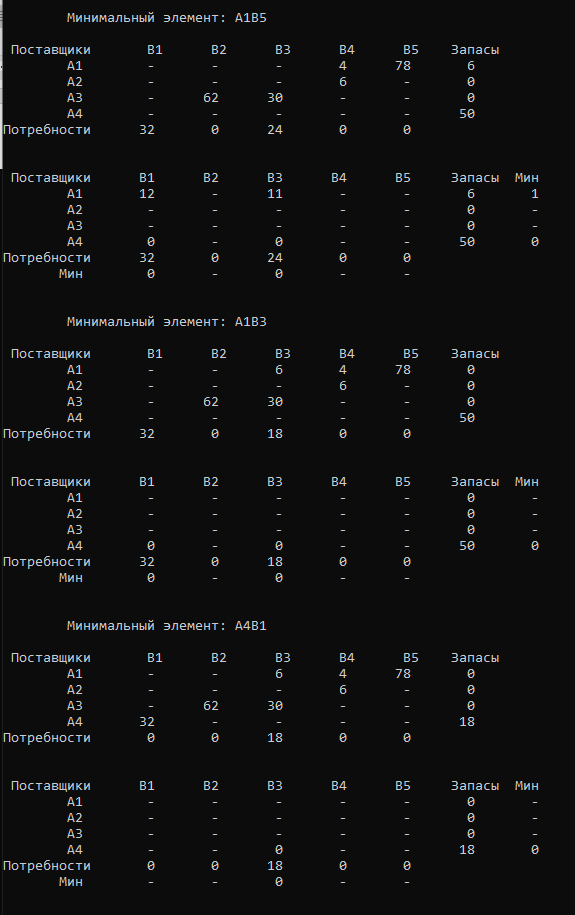 Минимальный элемент: A1B5
Поставщики B1 B2 B3 B4 B5 Запасы
A1 - - - 4 78 6
A2 - - - 6 - 0
A3 - 62 30 - - 0
A4 - - - - - 50
Потребности 32 0 24 0 0
Поставщики B1 B2 B3 B4 B5 Запасы Мин
A1 12 - 11 - - 6 1
A2 - - - - - 0 -
A3 - - - - - 0 -
A4 0 - 0 - - 50 0
Потребности 32 0 24 0 0
Мин 0 - 0 - -
Минимальный элемент: A1B3
Поставщики B1 B2 B3 B4 B5 Запасы
A1 - - 6 4 78 0
A2 - - - 6 - 0
A3 - 62 30 - - 0
A4 - - - - - 50
Потребности 32 0 18 0 0
Поставщики B1 B2 B3 B4 B5 Запасы Мин
A1 - - - - - 0 -
A2 - - - - - 0 -
A3 - - - - - 0 -
A4 0 - 0 - - 50 0
Потребности 32 0 18 0 0
Мин 0 - 0 - -
Минимальный элемент: A4B1
Поставщики B1 B2 B3 B4 B5 Запасы
A1 - - 6 4 78 0
A2 - - - 6 - 0
A3 - 62 30 - - 0
A4 32 - - - - 18
Потребности 0 0 18 0 0
Поставщики B1 B2 B3 B4 B5 Запасы Мин
A1 - - - - - 0 -
A2 - - - - - 0 -
A3 - - - - - 0 -
A4 - - 0 - - 18 0
Потребности 0 0 18 0 0
Мин - - 0 - -